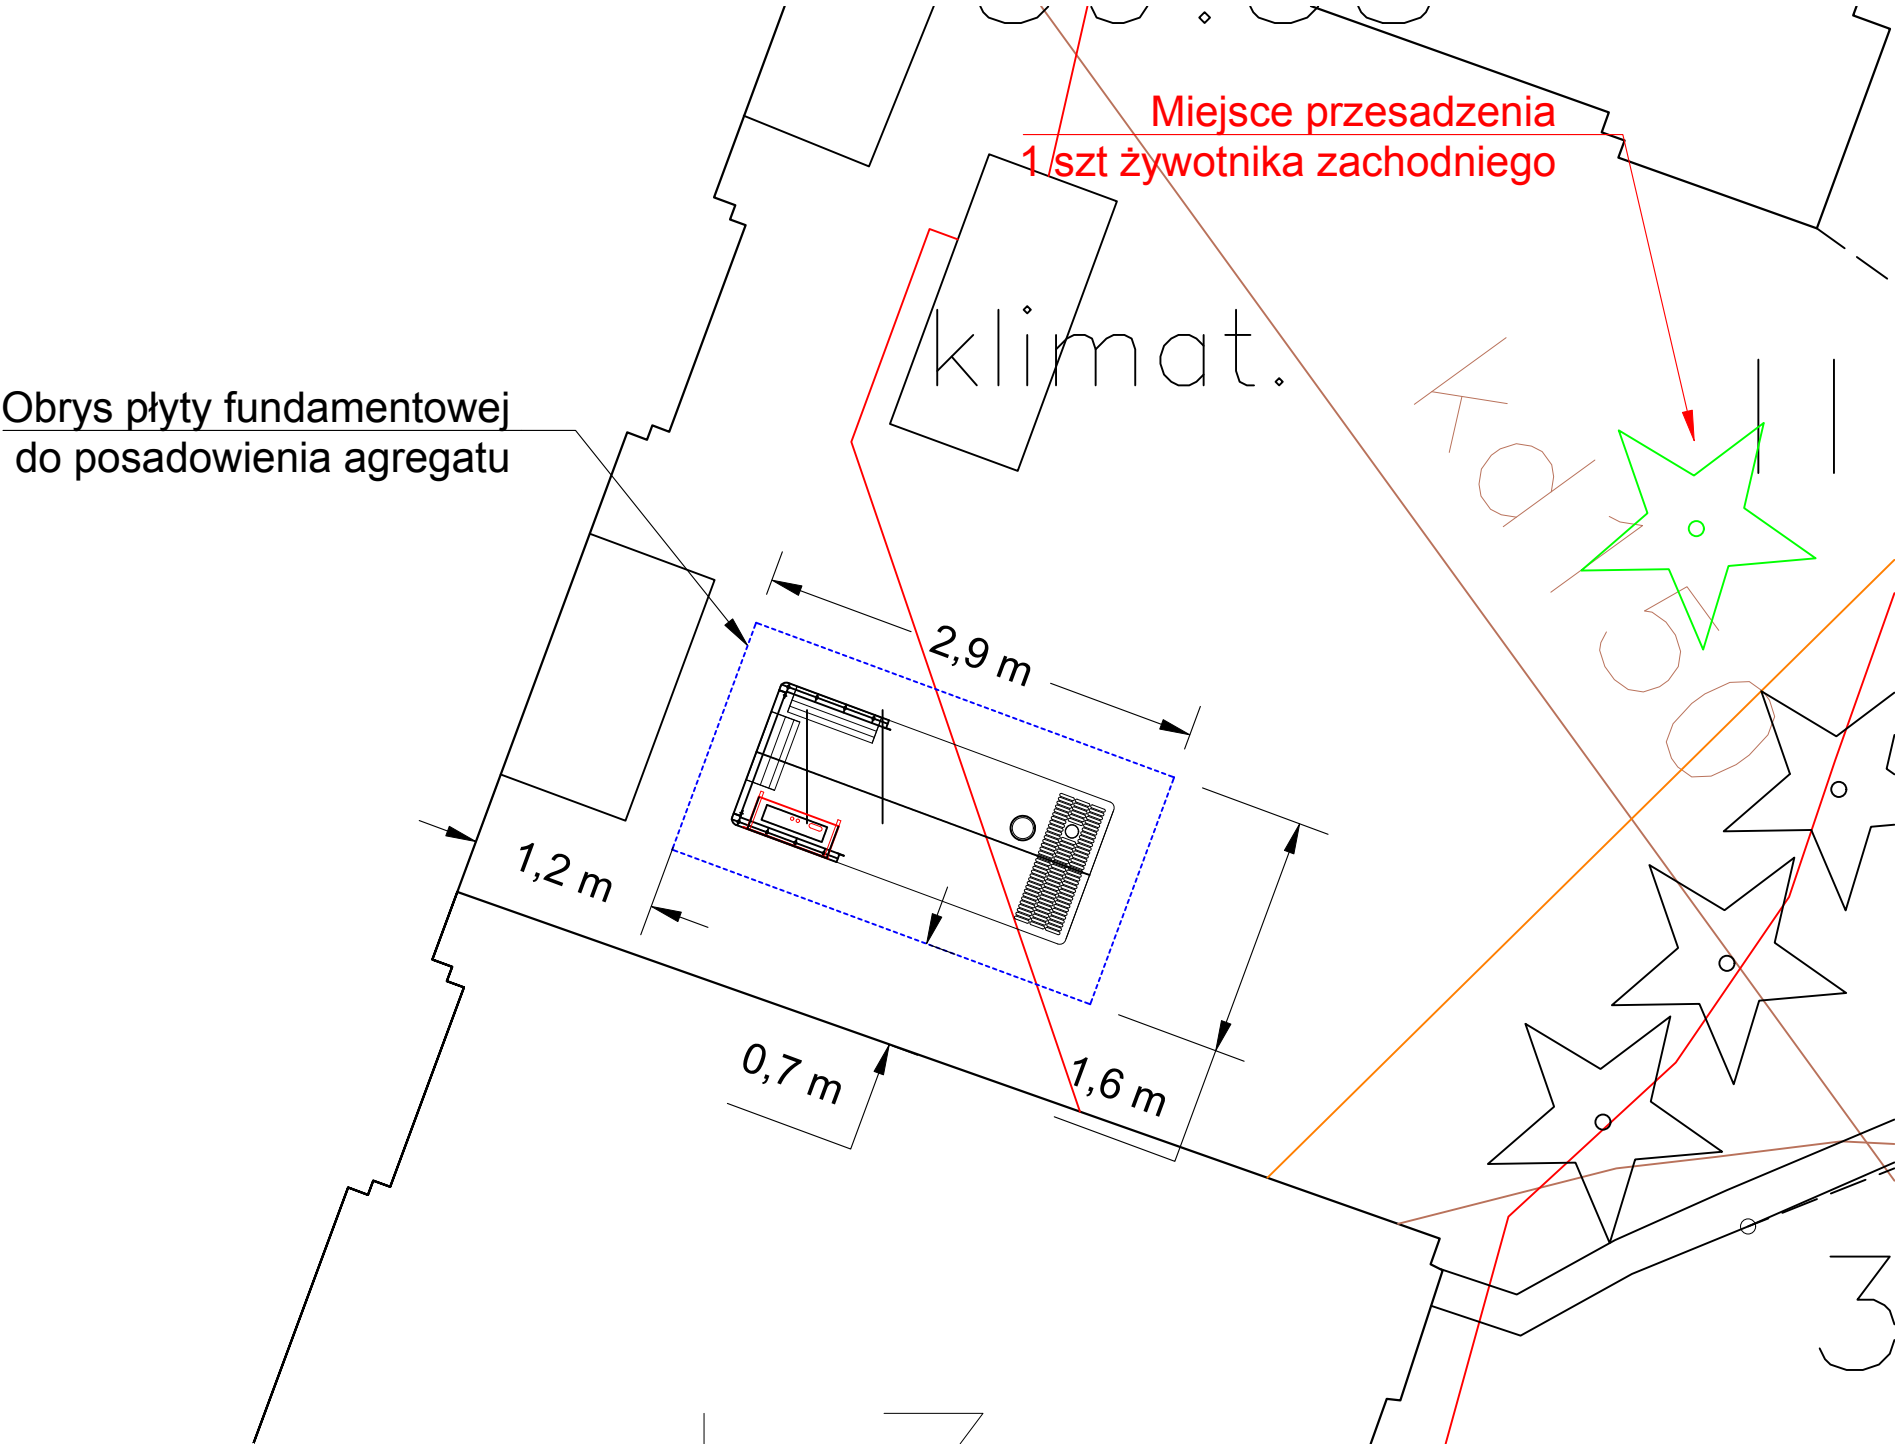 Miejsce przesadzenia
1 szt żywotnika zachodniego
klimat.
Obrys płyty fundamentowej
do posadowienia agregatu
2,9 m
1,2 m
0,7 m
1,6 m
3